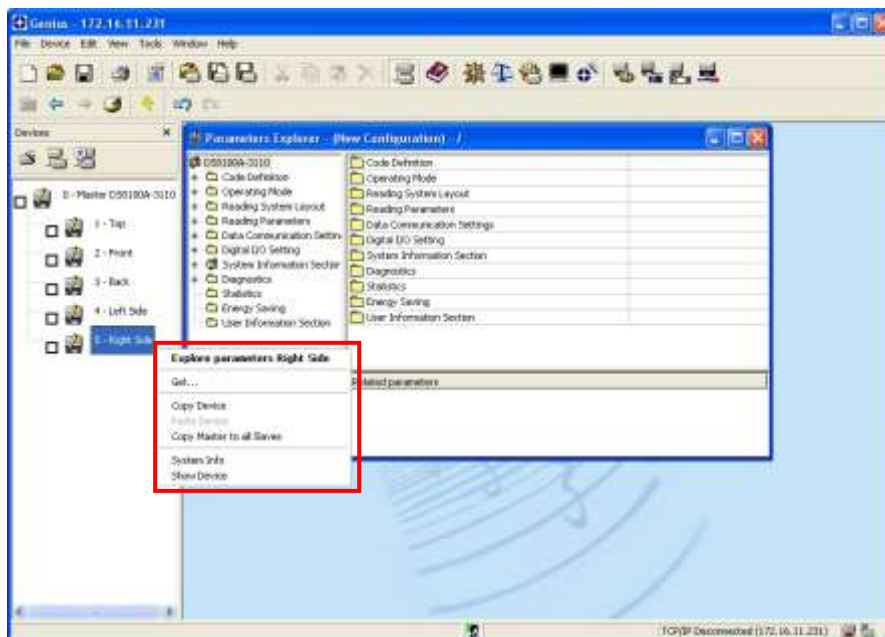 Genius - 172.16.11.231
File Device Edit View Tools Window Help
Devices
0 - Master DS8100A-3110
1 - Top
2 - Front
3 - Back
4 - Left Side
5 - Right Side
Parameters Explorer - (New Configuration) - /
DS8100A-3110
Code Definition
Operating Mode
Reading System Layout
Reading Parameters
Data Communication Settin
Digital I/O Setting
System Information Section
Diagnostics
Statistics
Energy Saving
User Information Section
Code Definition
Operating Mode
Reading System Layout
Reading Parameters
Data Communication Settings
Digital I/O Setting
System Information Section
Diagnostics
Statistics
Energy Saving
User Information Section
Related parameters
Explore parameters Right Side
Get...
Copy Device
Paste Device
Copy Master to all Slaves
System Info
Show Device
TCP/IP Disconnected (172.16.11.231)